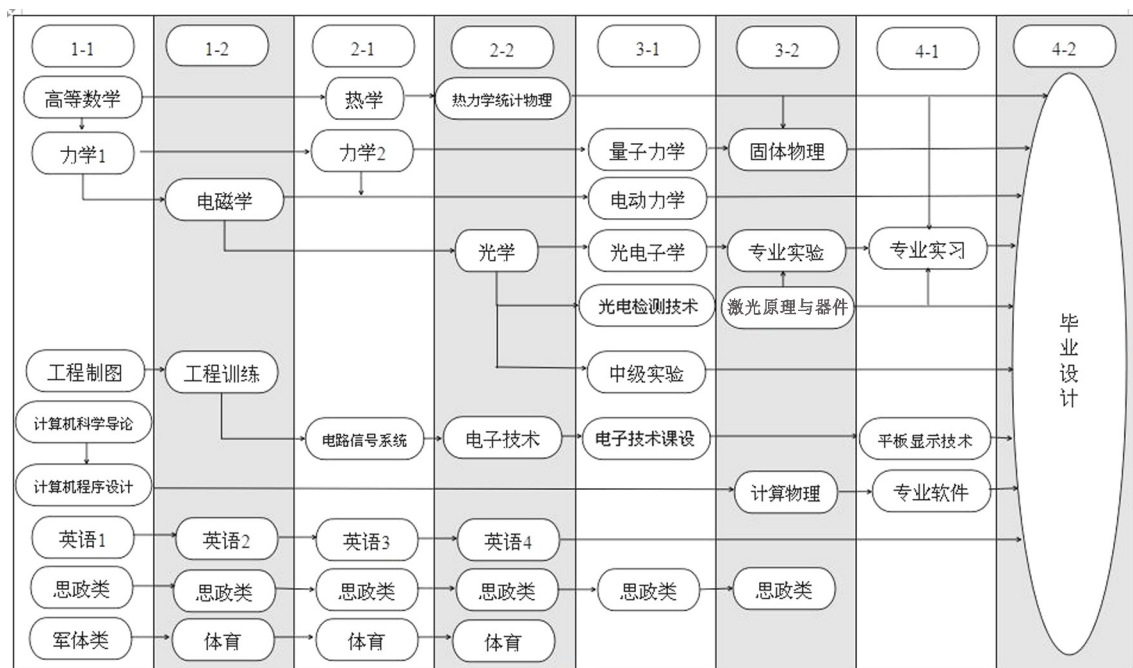 1-1
1-2
2-1
2-2
3-1
3-2
4-1
4-2
高等数学
热学
热力学统计物理
力学1
力学2
量子力学
固体物理
电磁学
电动力学
光学
光电子学
专业实验
专业实习
光电检测技术
激光原理与器件
毕
业
设
计
工程制图
工程训练
中级实验
计算机科学导论
电路信号系统
电子技术
电子技术课设
平板显示技术
计算机程序设计
计算物理
专业软件
英语1
英语2
英语3
英语4
思政类
思政类
思政类
思政类
思政类
思政类
军体类
体育
体育
体育